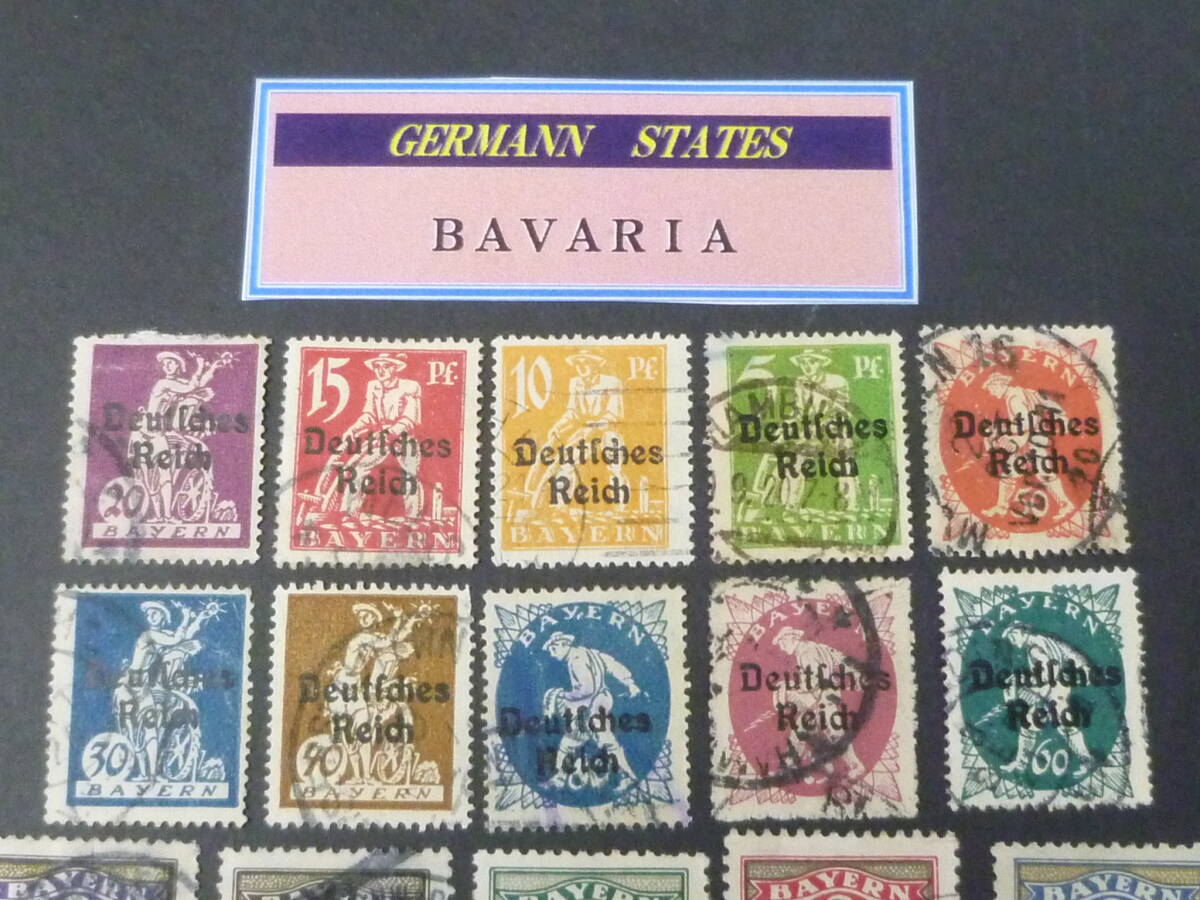 GERMANN STATES
BAVARIA
Deutsches
Reich
20
BAYERN
15 Pf.
Deutsches
Reich
BAYERN
10 Pf.
Deutsches
Reich
BAYERN
5 Pf.
Deutsches
Reich
BAYERN
BAYERN
Deutsches
Reich
Deutsches
Reich
30
BAYERN
Deutsches
Reich
40
BAYERN
BAYERN
Deutsches
Reich
BAYERN
Deutsches
Reich
BAYERN
Deutsches
Reich
60
BAYERN
BAYERN
BAYERN
BAYERN
BAYERN